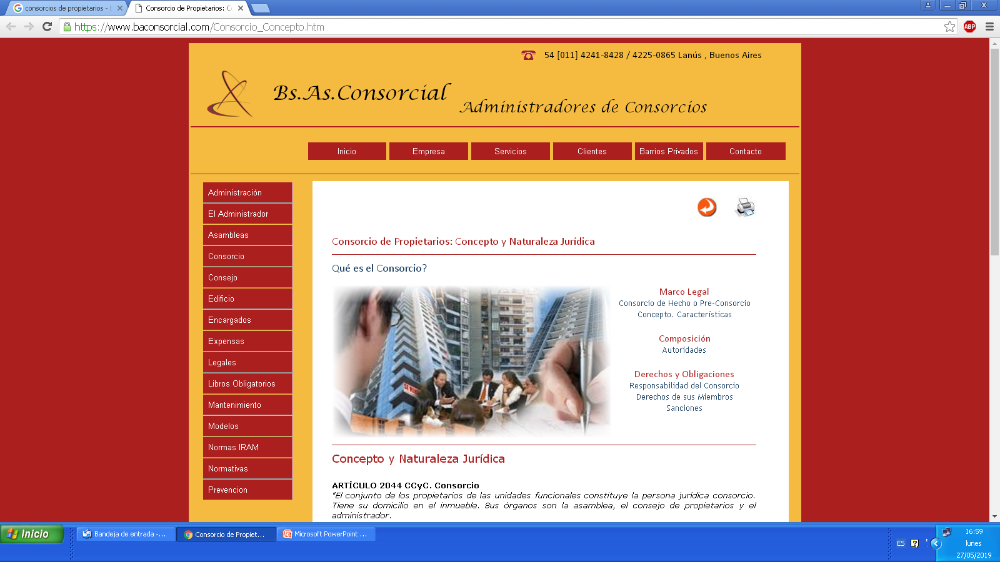 consorcios de propietarios -
Consorcio de Propietarios: Co
https://www.baconsorcial.com/Consorcio_Concepto.htm
ABP
54 [011] 4241-8428 / 4225-0865 Lanús , Buenos Aires
Bs.As.Consorcial
Administradores de Consorcios
Inicio Empresa Servicios Clientes Barrios Privados Contacto
Administración
El Administrador
Asambleas
Consorcio
Consejo
Edificio
Encargados
Expensas
Legales
Libros Obligatorios
Mantenimiento
Modelos
Normas IRAM
Normativas
Prevencion
Consorcio de Propietarios: Concepto y Naturaleza Jurídica
Qué es el Consorcio?
Marco Legal
Consorcio de Hecho o Pre-Consorcio
Concepto. Características
Composición
Autoridades
Derechos y Obligaciones
Responsabilidad del Consorcio
Derechos de sus Miembros
Sanciones
Concepto y Naturaleza Jurídica
ARTÍCULO 2044 CCyC. Consorcio
"El conjunto de los propietarios de las unidades funcionales constituye la persona jurídica consorcio.
Tiene su domicilio en el inmueble. Sus órganos son la asamblea, el consejo de propietarios y el
administrador.
Inicio
Bandeja de entrada -...
Consorcio de Propiet...
Microsoft PowerPoint ...
ES
16:59
lunes
27/05/2019